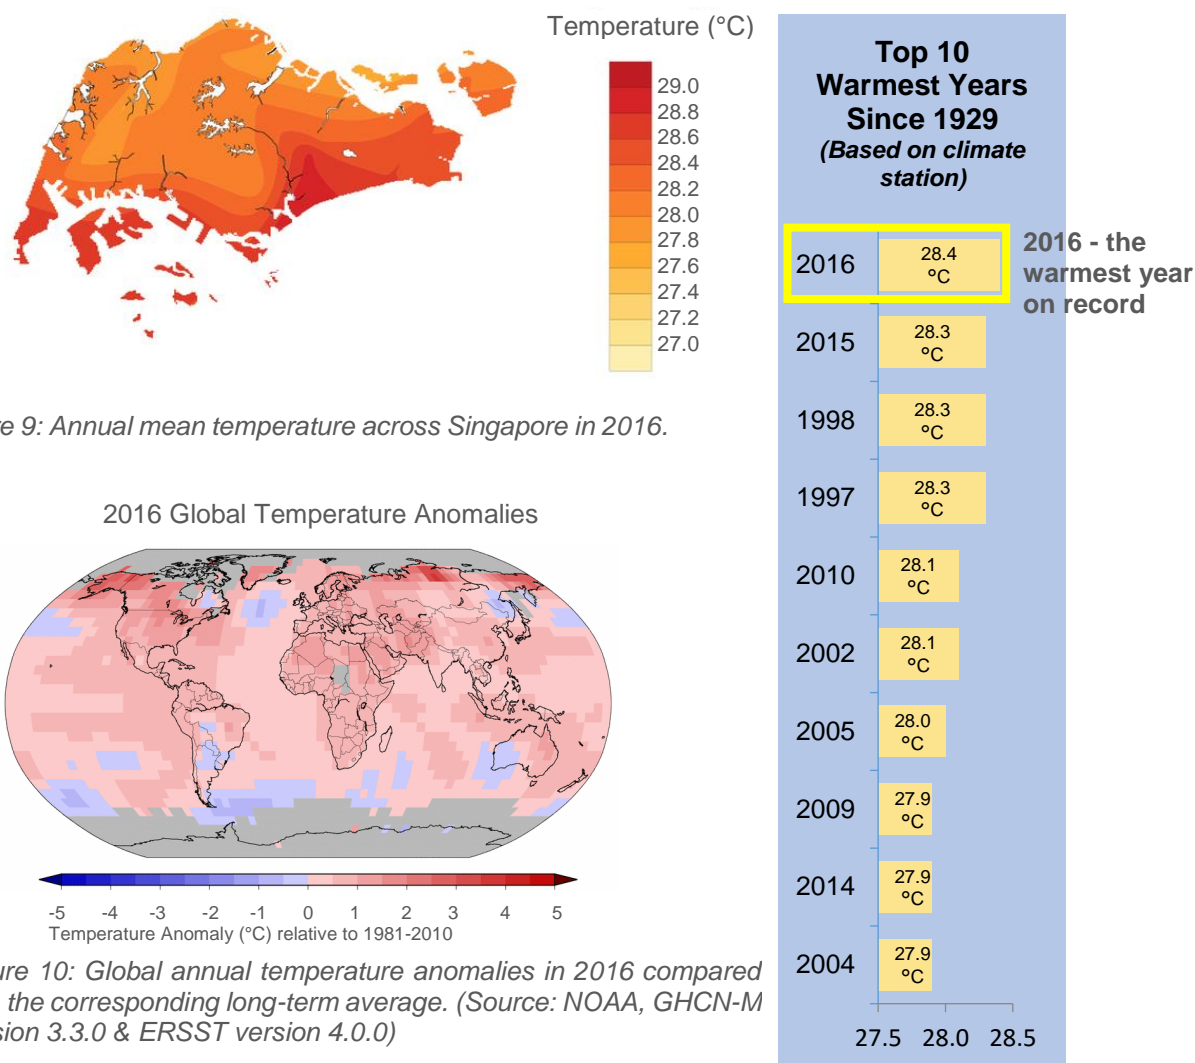 Temperature (°C)
29.0
28.8
28.6
28.4
28.2
28.0
27.8
27.6
27.4
27.2
27.0
e 9: Annual mean temperature across Singapore in 2016.
2016 Global Temperature Anomalies
-5 -4 -3 -2 -1 0 1 2 3 4 5
Temperature Anomaly (°C) relative to 1981-2010
ure 10: Global annual temperature anomalies in 2016 compared
the corresponding long-term average. (Source: NOAA, GHCN-M
sion 3.3.0 & ERSST version 4.0.0)
Top 10
Warmest Years
Since 1929
(Based on climate
station)
2016 28.4
°C
2016 - the
warmest year
on record
2015 28.3
°C
1998 28.3
°C
1997 28.3
°C
2010 28.1
°C
2002 28.1
°C
2005 28.0
°C
2009 27.9
°C
2014 27.9
°C
2004 27.9
°C
27.5 28.0 28.5